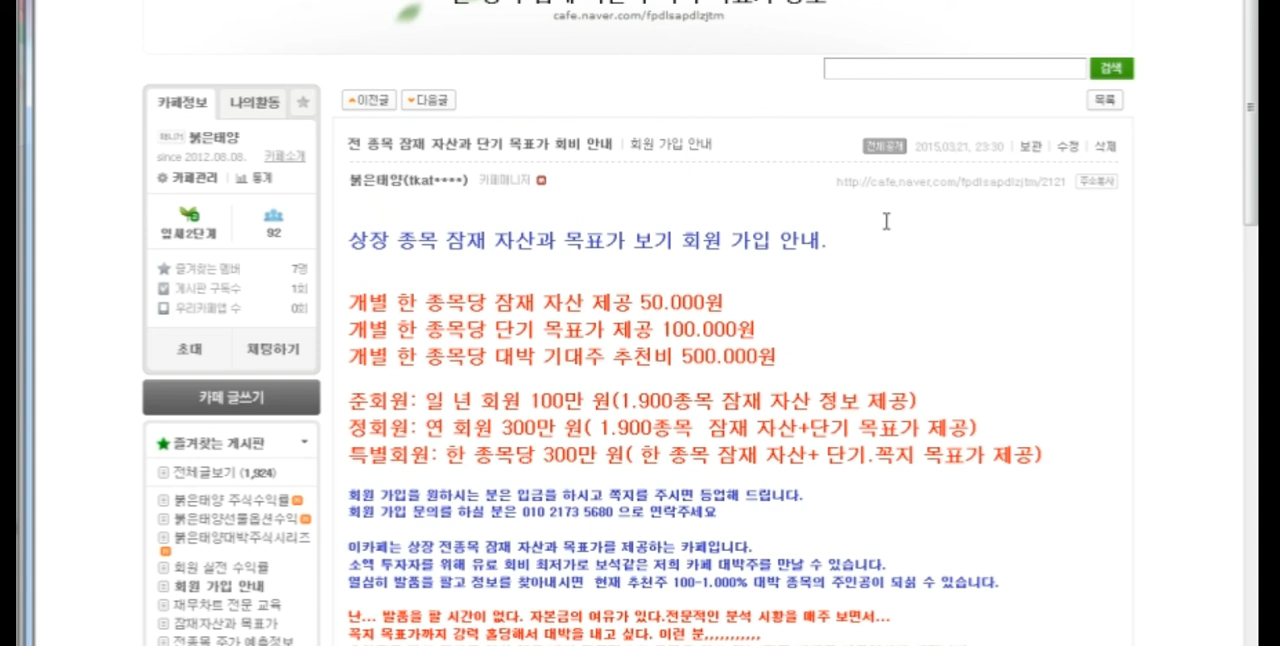 cafe.naver.com/fpdlsapdlzjtm
검색
카페정보 나의활동
이전글 다음글
목록
매니저 붉은태양
since 2012.08.08. 카페소개
카페관리 통계
잎새2단계 92
즐겨찾는 멤버 7명
게시판 구독수 1회
우리카페앱 수 0회
초대 채팅하기
카페 글쓰기
즐겨찾는 게시판
전체글보기 (1,924)
붉은태양 주식수익률
붉은태양선물옵션수익
붉은태양대박주식시리즈
회원 실전 수익률
회원 가입 안내
재무차트 전문 교육
잠재자산과 목표가
전종목 주가 예측정보
전 종목 잠재 자산과 단기 목표가 회비 안내 | 회원 가입 안내
전체공개 2015.03.21. 23:30 | 보관 | 수정 | 삭제
붉은태양(tkat****) 카페매니저
http://cafe.naver.com/fpdlsapdlzjtm/2121 주소복사
상장 종목 잠재 자산과 목표가 보기 회원 가입 안내.
개별 한 종목당 잠재 자산 제공 50.000원
개별 한 종목당 단기 목표가 제공 100.000원
개별 한 종목당 대박 기대주 추천비 500.000원
준회원: 일 년 회원 100만 원(1.900종목 잠재 자산 정보 제공)
정회원: 연 회원 300만 원( 1.900종목 잠재 자산+단기 목표가 제공)
특별회원: 한 종목당 300만 원( 한 종목 잠재 자산+ 단기.꼭지 목표가 제공)
회원 가입을 원하시는 분은 입금을 하시고 쪽지를 주시면 등업해 드립니다.
회원 가입 문의를 하실 분은 010 2173 5680 으로 연락주세요
이카페는 상장 전종목 잠재 자산과 목표가를 제공하는 카페입니다.
소액 투자자를 위해 유로 회비 최저가로 보석같은 저희 카페 대박주를 만날 수 있습니다.
열심히 발품을 팔고 정보를 찾아내시면 현재 추천주 100-1.000% 대박 종목의 주인공이 되실 수 있습니다.
난... 발품을 팔 시간이 없다. 자본금의 여유가 있다.전문적인 분석 시황을 매주 보면서...
꼭지 목표가까지 강력 홀딩해서 대박을 내고 싶다. 이런 분,,,,,,,,,,,